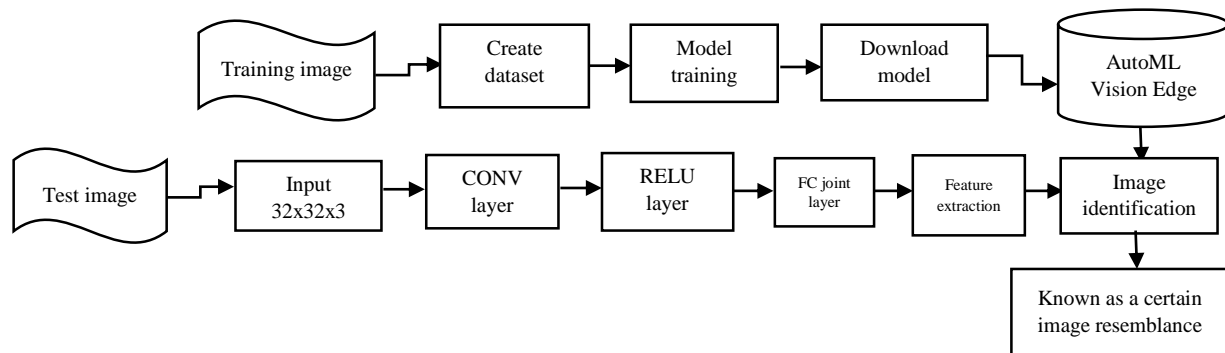 Training image
Create
dataset
Model
training
Download
model
AutoML
Vision Edge
Test image
Input
32x32x3
CONV
layer
RELU
layer
FC joint
layer
Feature
extraction
Image
identification
Known as a certain
image resemblance